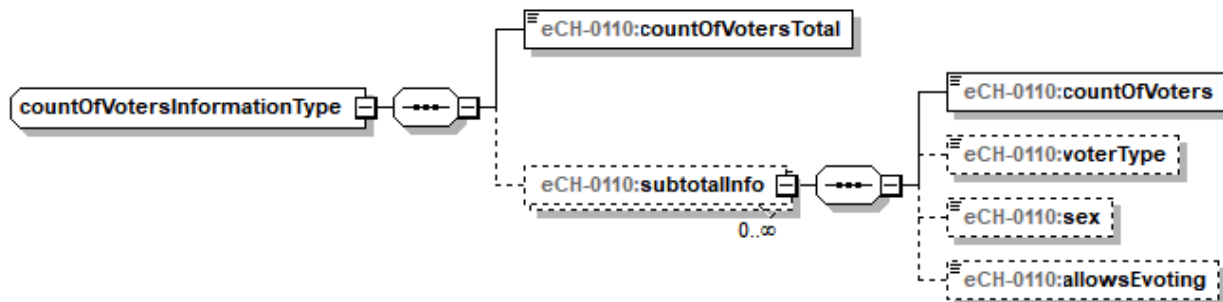 eCH-0110:countOfVotersTotal
countOfVotersInformationType
eCH-0110:countOfVoters
eCH-0110:voterType
eCH-0110:subtotalInfo
0..∞
eCH-0110:sex
eCH-0110:allowsEvoting